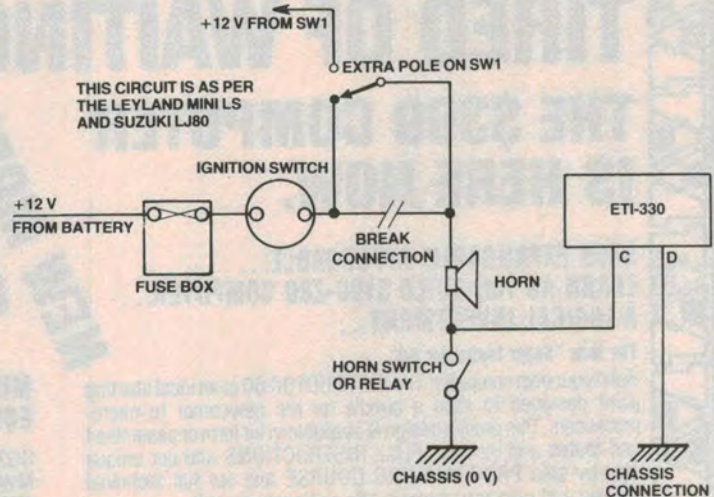 +12 V FROM SW1
EXTRA POLE ON SW1
THIS CIRCUIT IS AS PER
THE LEYLAND MINI LS
AND SUZUKI LJ80
IGNITION SWITCH
+12 V
FROM BATTERY
FUSE BOX
BREAK
CONNECTION
ETI-330
C D
HORN
HORN SWITCH
OR RELAY
CHASSIS (0 V)
CHASSIS
CONNECTION